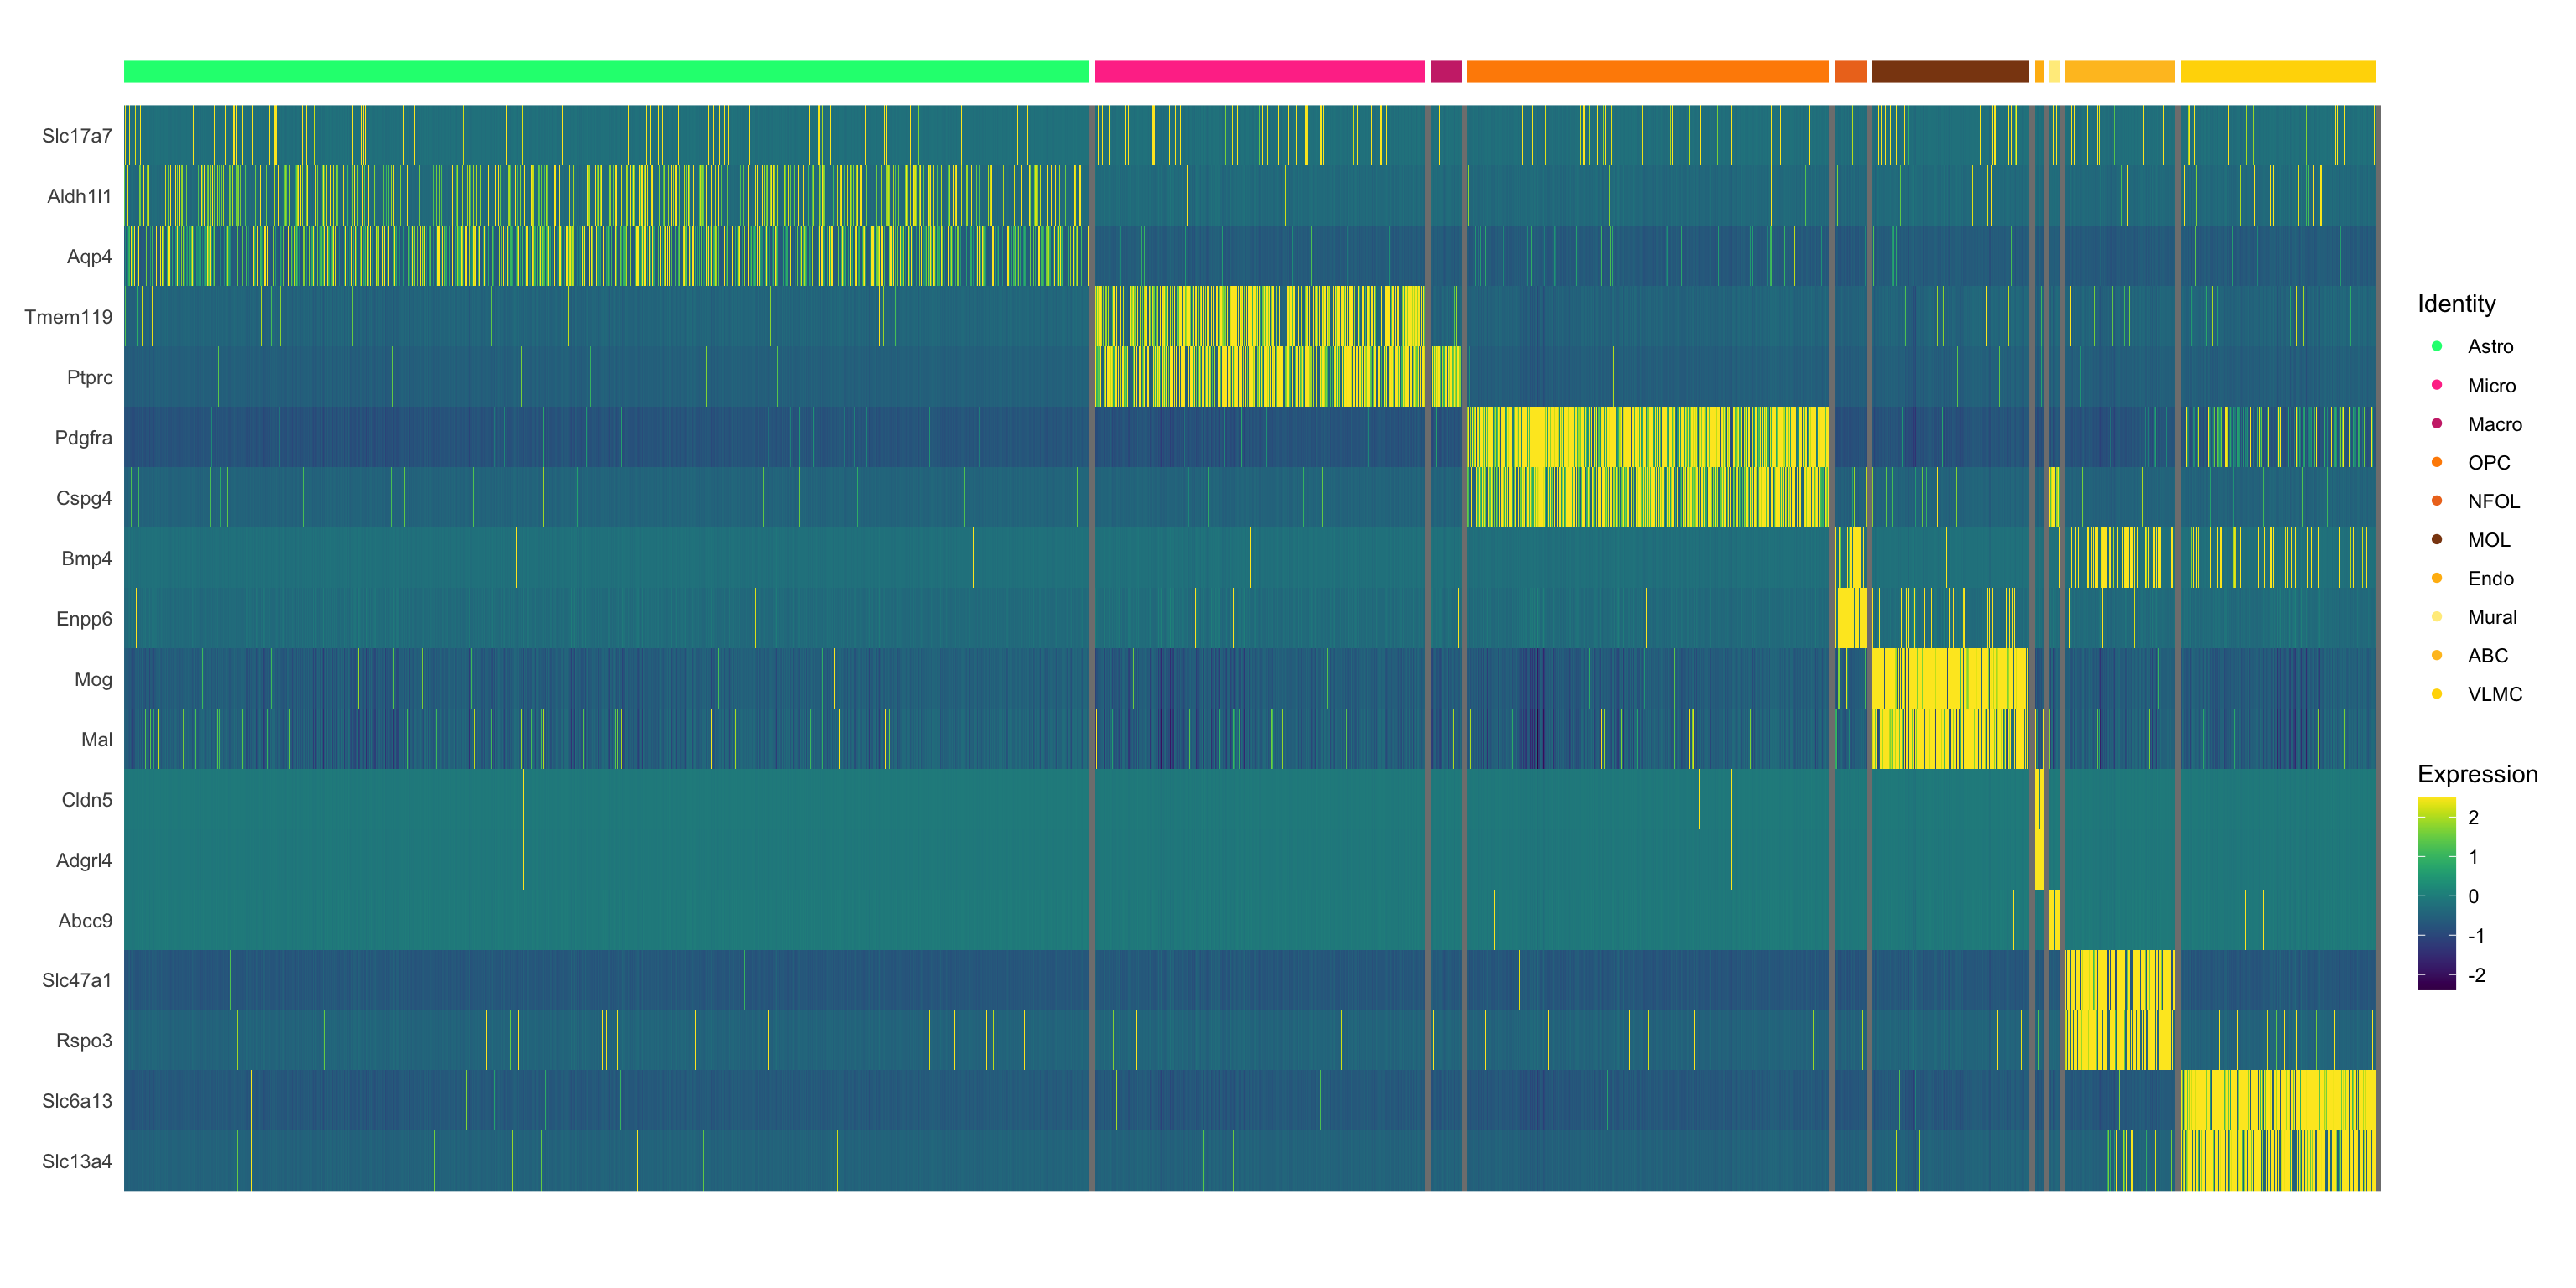 Slc17a7
Aldh1l1
Aqp4
Tmem119
Ptprc
Pdgfra
Cspg4
Bmp4
Enpp6
Mog
Mal
Cldn5
Adgrl4
Abcc9
Slc47a1
Rspo3
Slc6a13
Slc13a4
Identity
Astro
Micro
Macro
OPC
NFOL
MOL
Endo
Mural
ABC
VLMC
Expression
2
1
0
-1
-2